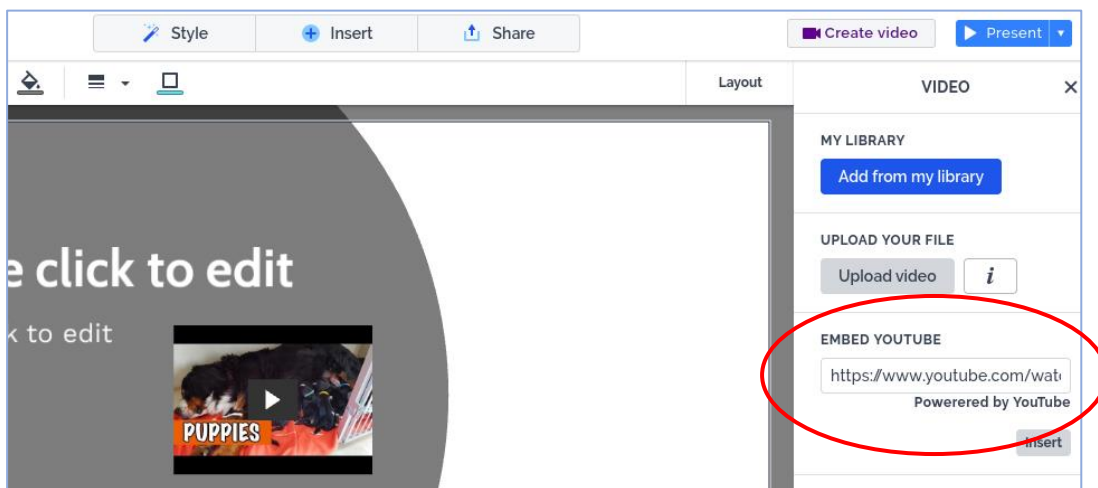 Style
Insert
Share
Create video
Present
Layout
VIDEO
MY LIBRARY
Add from my library
UPLOAD YOUR FILE
Upload video
i
e click to edit
k to edit
PUPPIES
EMBED YOUTUBE
https://www.youtube.com/wat
Powerered by YouTube
Insert